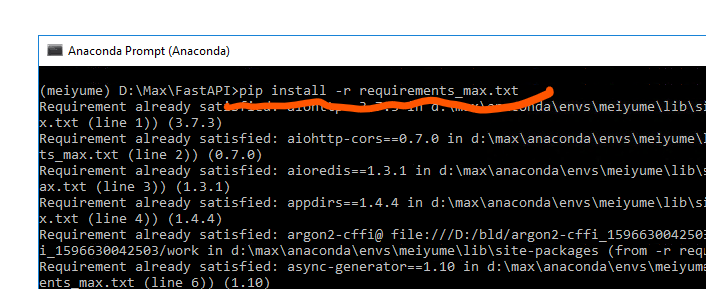 Anaconda Prompt (Anaconda)
(meiyume) D:\Max\FastAPI>pip install -r requirements_max.txt
Requirement already satisfied: aiohttp==3.7.3 in d:\max\anaconda\envs\meiyume\lib\si
x.txt (line 1)) (3.7.3)
Requirement already satisfied: aiohttp-cors==0.7.0 in d:\max\anaconda\envs\meiyume\l
ts_max.txt (line 2)) (0.7.0)
Requirement already satisfied: aioredis==1.3.1 in d:\max\anaconda\envs\meiyume\lib\s
ax.txt (line 3)) (1.3.1)
Requirement already satisfied: appdirs==1.4.4 in d:\max\anaconda\envs\meiyume\lib\si
x.txt (line 4)) (1.4.4)
Requirement already satisfied: argon2-cffi@ file:///D:/bld/argon2-cffi_1596630042503
i_1596630042503/work in d:\max\anaconda\envs\meiyume\lib\site-packages (from -r requ
Requirement already satisfied: async-generator==1.10 in d:\max\anaconda\envs\meiyume
ents_max.txt (line 6)) (1.10)